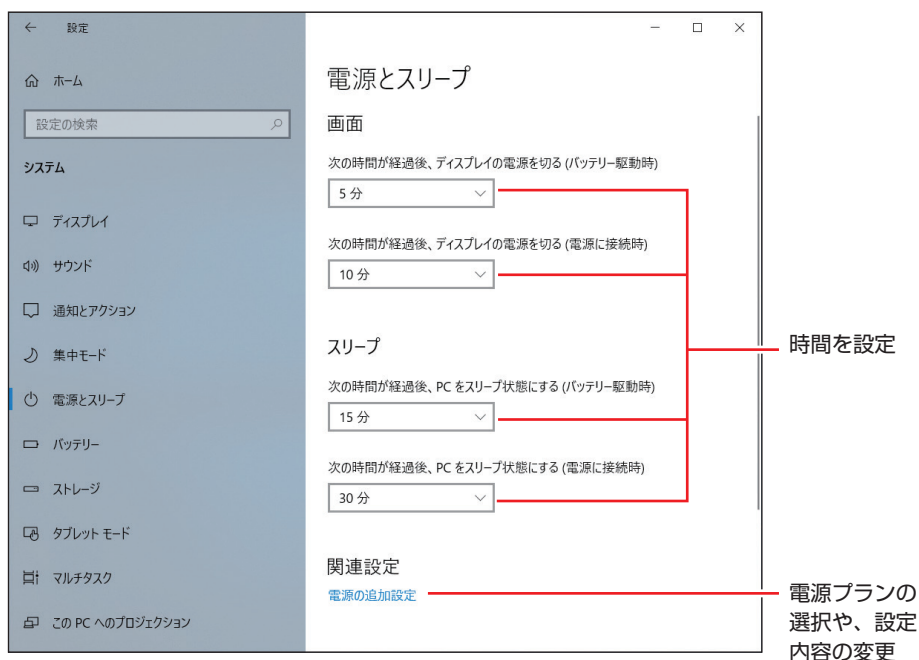 設定
ホーム
設定の検索
システム
ディスプレイ
サウンド
通知とアクション
集中モード
電源とスリープ
バッテリー
ストレージ
タブレット モード
マルチタスク
この PC へのプロジェクション
電源とスリープ
画面
次の時間が経過後、ディスプレイの電源を切る (バッテリー駆動時)
5 分
次の時間が経過後、ディスプレイの電源を切る (電源に接続時)
10 分
スリープ
次の時間が経過後、PC をスリープ状態にする (バッテリー駆動時)
15 分
次の時間が経過後、PC をスリープ状態にする (電源に接続時)
30 分
関連設定
電源の追加設定
時間を設定
電源プランの
選択や、設定
内容の変更